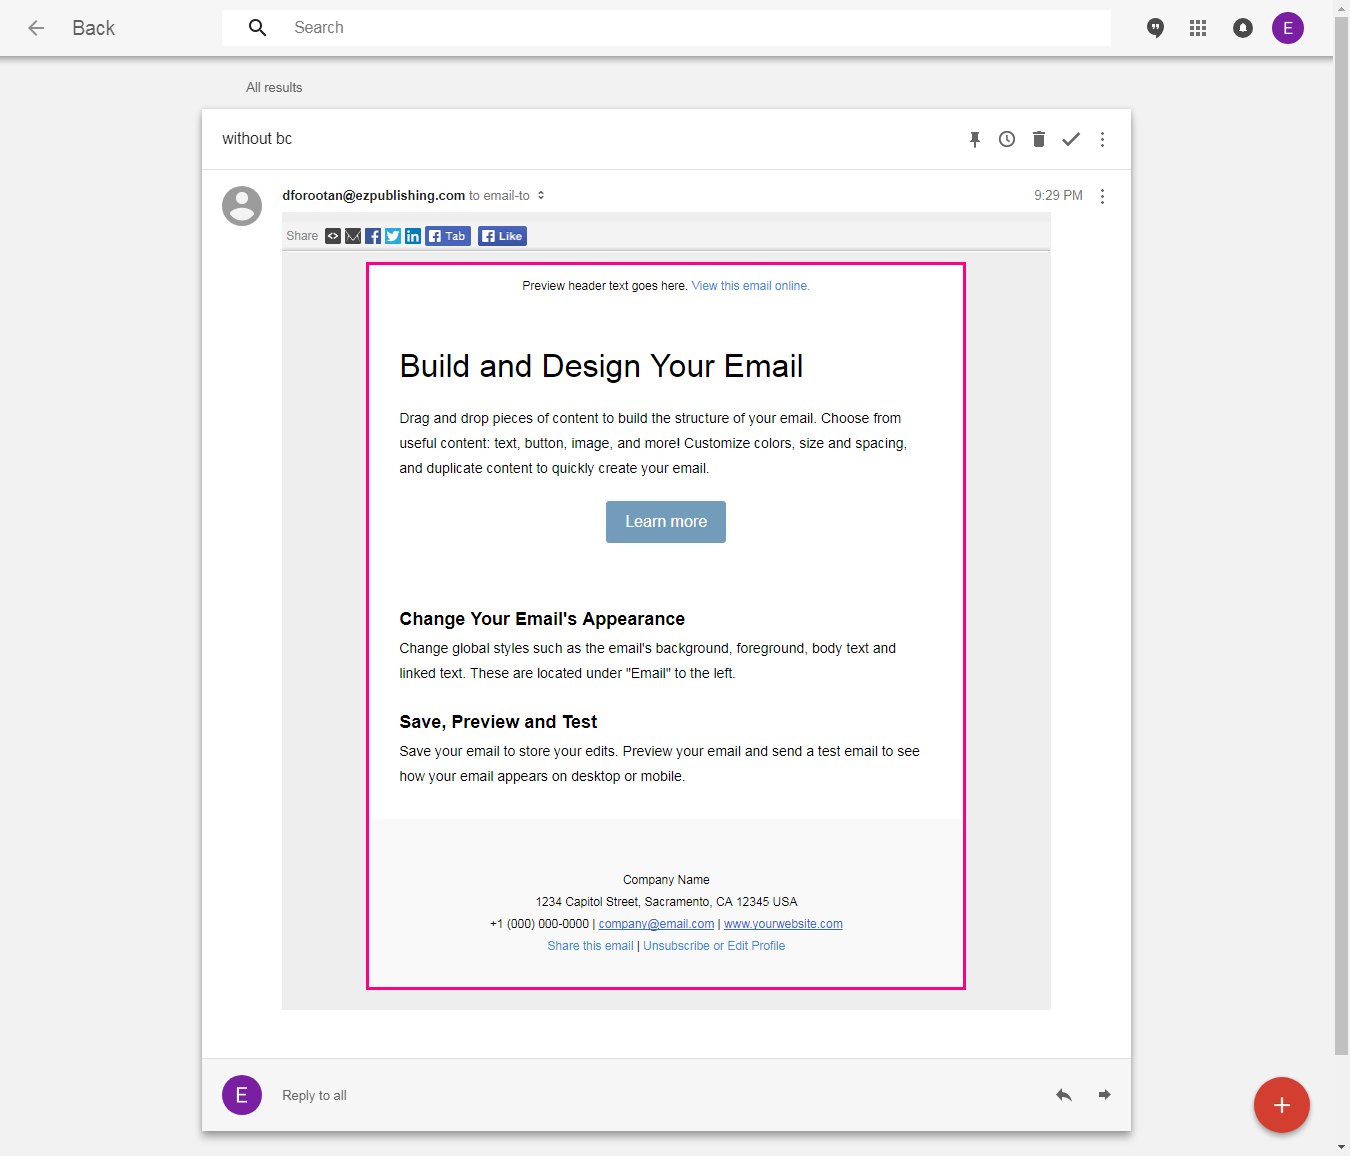 Back
Search
E
All results
without bc
dforootan@ezpublishing.com to email-to
9:29 PM
Share Tab Like
Preview header text goes here. View this email online.
Build and Design Your Email
Drag and drop pieces of content to build the structure of your email. Choose from
useful content: text, button, image, and more! Customize colors, size and spacing,
and duplicate content to quickly create your email.
Learn more
Change Your Email's Appearance
Change global styles such as the email's background, foreground, body text and
linked text. These are located under "Email" to the left.
Save, Preview and Test
Save your email to store your edits. Preview your email and send a test email to see
how your email appears on desktop or mobile.
Company Name
1234 Capitol Street, Sacramento, CA 12345 USA
+1 (000) 000-0000 | company@email.com | www.yourwebsite.com
Share this email | Unsubscribe or Edit Profile
E
Reply to all